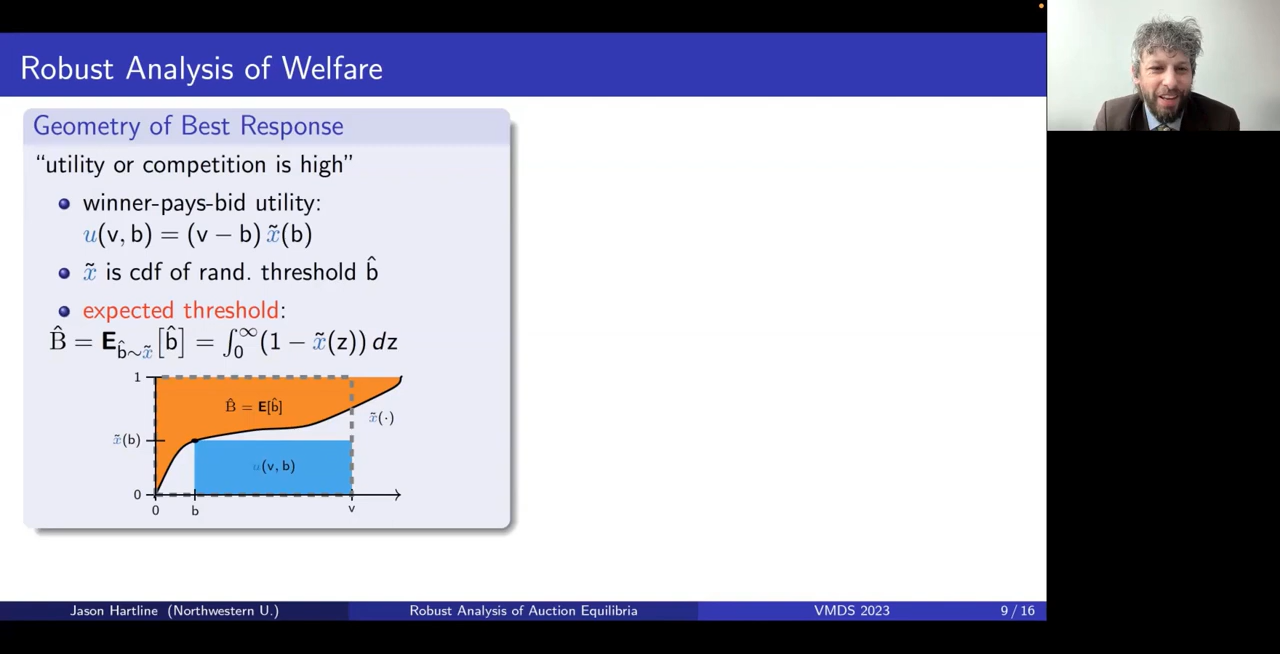 Robust Analysis of Welfare
Geometry of Best Response
“utility or competition is high”
winner-pays-bid utility:
u(v, b) = (v − b) x̃(b)
x̃ is cdf of rand. threshold b̂
expected threshold:
B̂ = E_{b̂∼x̃}[b̂] = ∫₀^∞ (1 − x̃(z)) dz
1
B̂ = E[b̂]
x̃(·)
x̃(b)
u(v, b)
0
0 b v
Jason Hartline (Northwestern U.) Robust Analysis of Auction Equilibria VMDS 2023 9 / 16